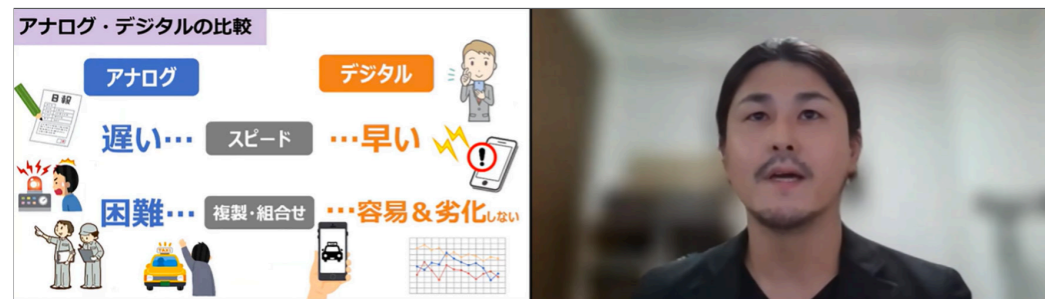 アナログ・デジタルの比較
アナログ
デジタル
日報
遅い… スピード …早い
!
困難… 複製・組合せ …容易&劣化しない